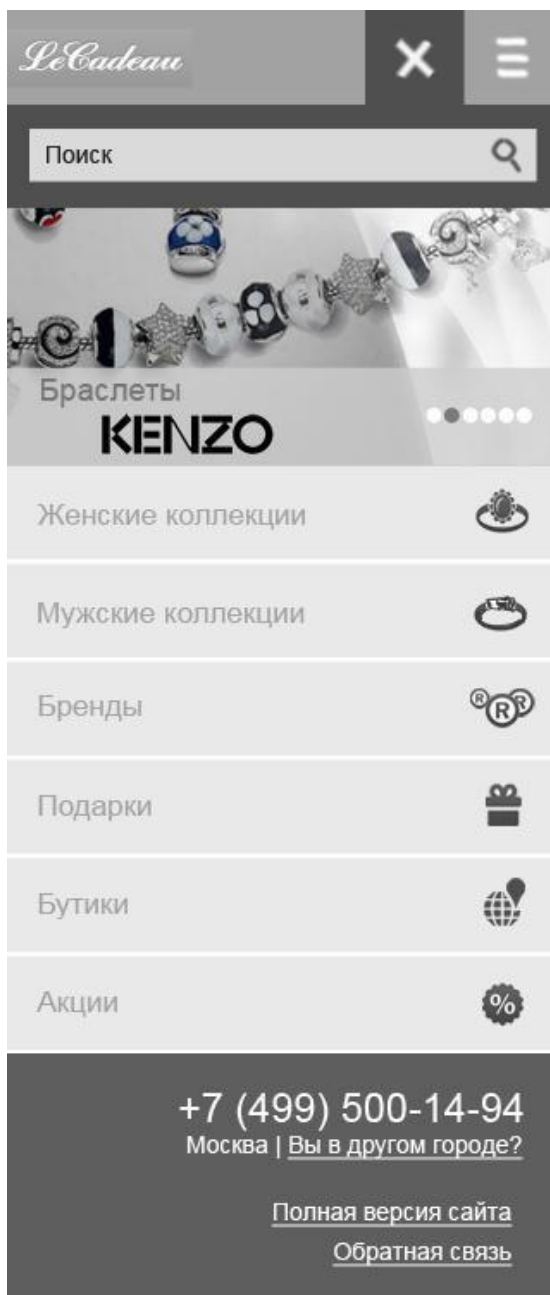 LeCadeau
Поиск
Браслеты
KENZO
Женские коллекции
Мужские коллекции
Бренды
® ® ®
Подарки
Бутики
Акции
%
+7 (499) 500-14-94
Москва | Вы в другом городе?
Полная версия сайта
Обратная связь